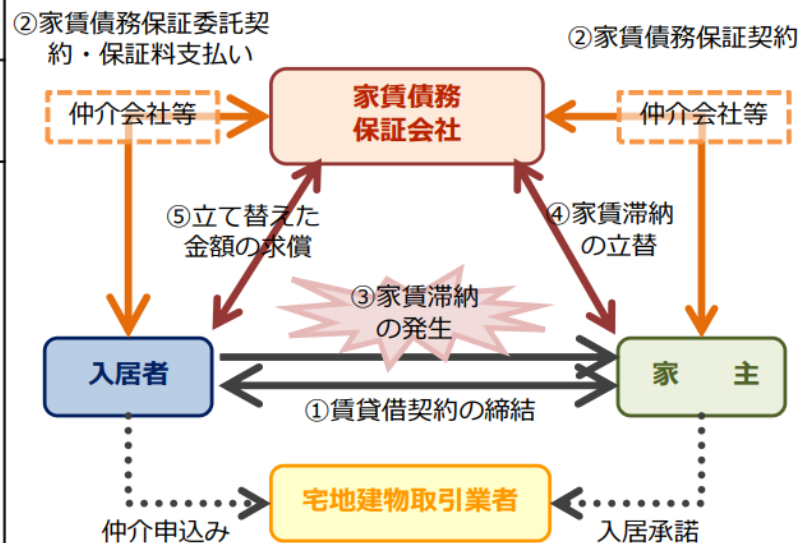 ②家賃債務保証委託契
約・保証料支払い
②家賃債務保証契約
仲介会社等
家賃債務
保証会社
仲介会社等
⑤立て替えた
金額の求償
④家賃滞納
の立替
③家賃滞納
の発生
入居者
家　主
①賃貸借契約の締結
宅地建物取引業者
仲介申込み
入居承諾